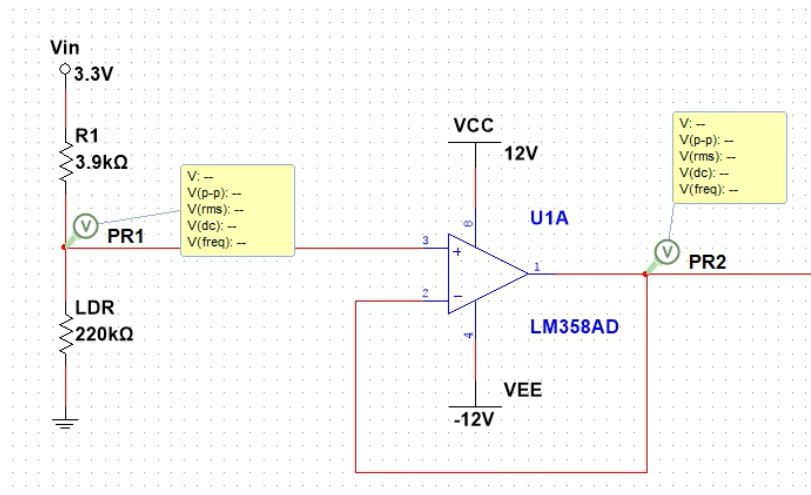 Vin
3.3V
R1
3.9kΩ
V: --
V(p-p): --
V(rms): --
V(dc): --
V(freq): --
PR1
LDR
220kΩ
VCC
12V
8
U1A
3
+
1
2
−
LM358AD
4
VEE
-12V
V: --
V(p-p): --
V(rms): --
V(dc): --
V(freq): --
V
PR2
V